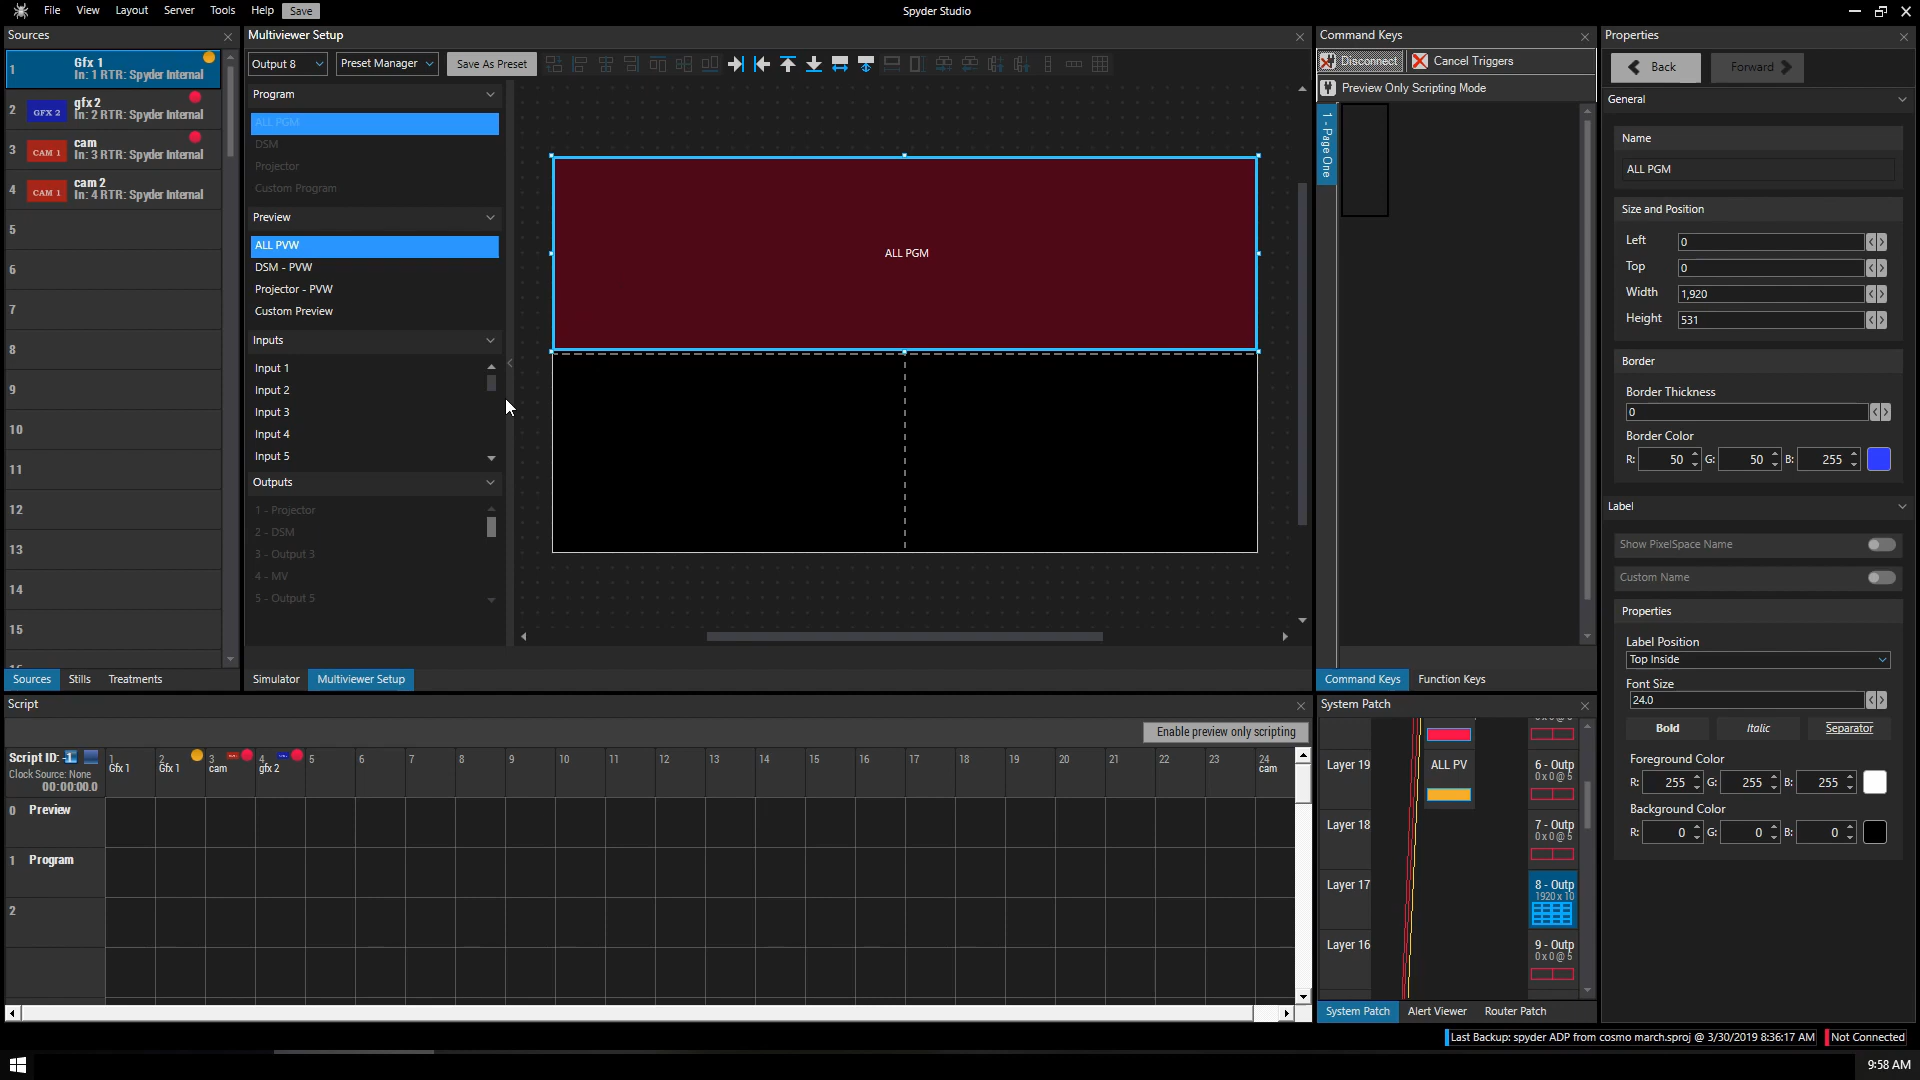 File View Layout Server Tools Help Save
Spyder Studio
Sources
1
Gfx 1
In: 1 RTR: Spyder Internal
2
GFX 2
gfx 2
In: 2 RTR: Spyder Internal
3
CAM 1
cam
In: 3 RTR: Spyder Internal
4
CAM 1
cam 2
In: 4 RTR: Spyder Internal
5
6
7
8
9
10
11
12
13
14
15
Sources Stills Treatments
Multiviewer Setup
Output 8 Preset Manager Save As Preset
Program
ALL PGM
DSM
Projector
Custom Program
Preview
ALL PVW
DSM - PVW
Projector - PVW
Custom Preview
Inputs
Input 1
Input 2
Input 3
Input 4
Input 5
Outputs
1 - Projector
2 - DSM
3 - Output 3
4 - MV
5 - Output 5
ALL PGM
Simulator Multiviewer Setup
Command Keys
Disconnect Cancel Triggers
Preview Only Scripting Mode
1 - Page One
Command Keys Function Keys
Properties
Back Forward
General
Name
ALL PGM
Size and Position
Left 0
Top 0
Width 1,920
Height 531
Border
Border Thickness
0
Border Color
R: 50 G: 50 B: 255
Label
Show PixelSpace Name
Custom Name
Properties
Label Position
Top Inside
Font Size
24.0
Bold Italic Separator
Foreground Color
R: 255 G: 255 B: 255
Background Color
R: 0 G: 0 B: 0
Script
Enable preview only scripting
Script ID: -1
Clock Source: None
00:00:00.0
1 2 3 4 5 6 7 8 9 10 11 12 13 14 15 16 17 18 19 20 21 22 23 24
Gfx 1 Gfx 1 cam gfx 2 cam
0 Preview
1 Program
2
System Patch
Layer 19 ALL PV 6 - Outp
0 x 0 @ 5
Layer 18 7 - Outp
0 x 0 @ 5
Layer 17 8 - Outp
1920 x 10
Layer 16 9 - Outp
0 x 0 @ 5
System Patch Alert Viewer Router Patch
Last Backup: spyder ADP from cosmo march.sproj @ 3/30/2019 8:36:17 AM Not Connected
9:58 AM